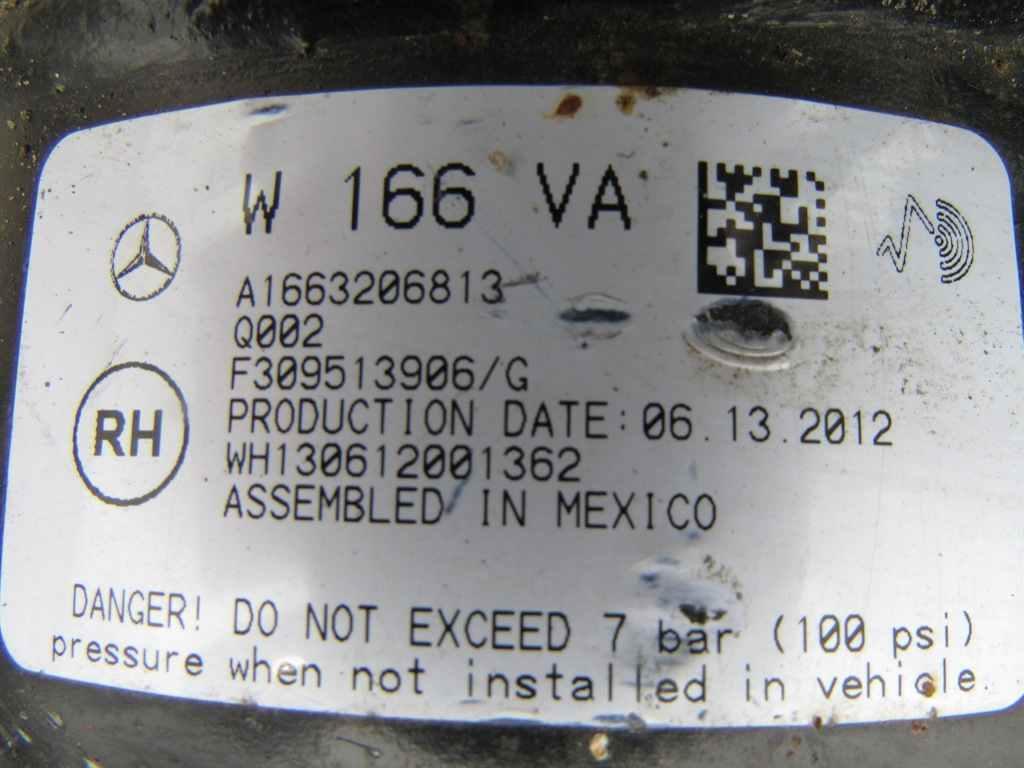 W 166 VA
A1663206813
Q002
F309513906/G
RH
PRODUCTION DATE: 06.13.2012
WH130612001362
ASSEMBLED IN MEXICO
DANGER! DO NOT EXCEED 7 bar (100 psi)
pressure when not installed in vehicle.